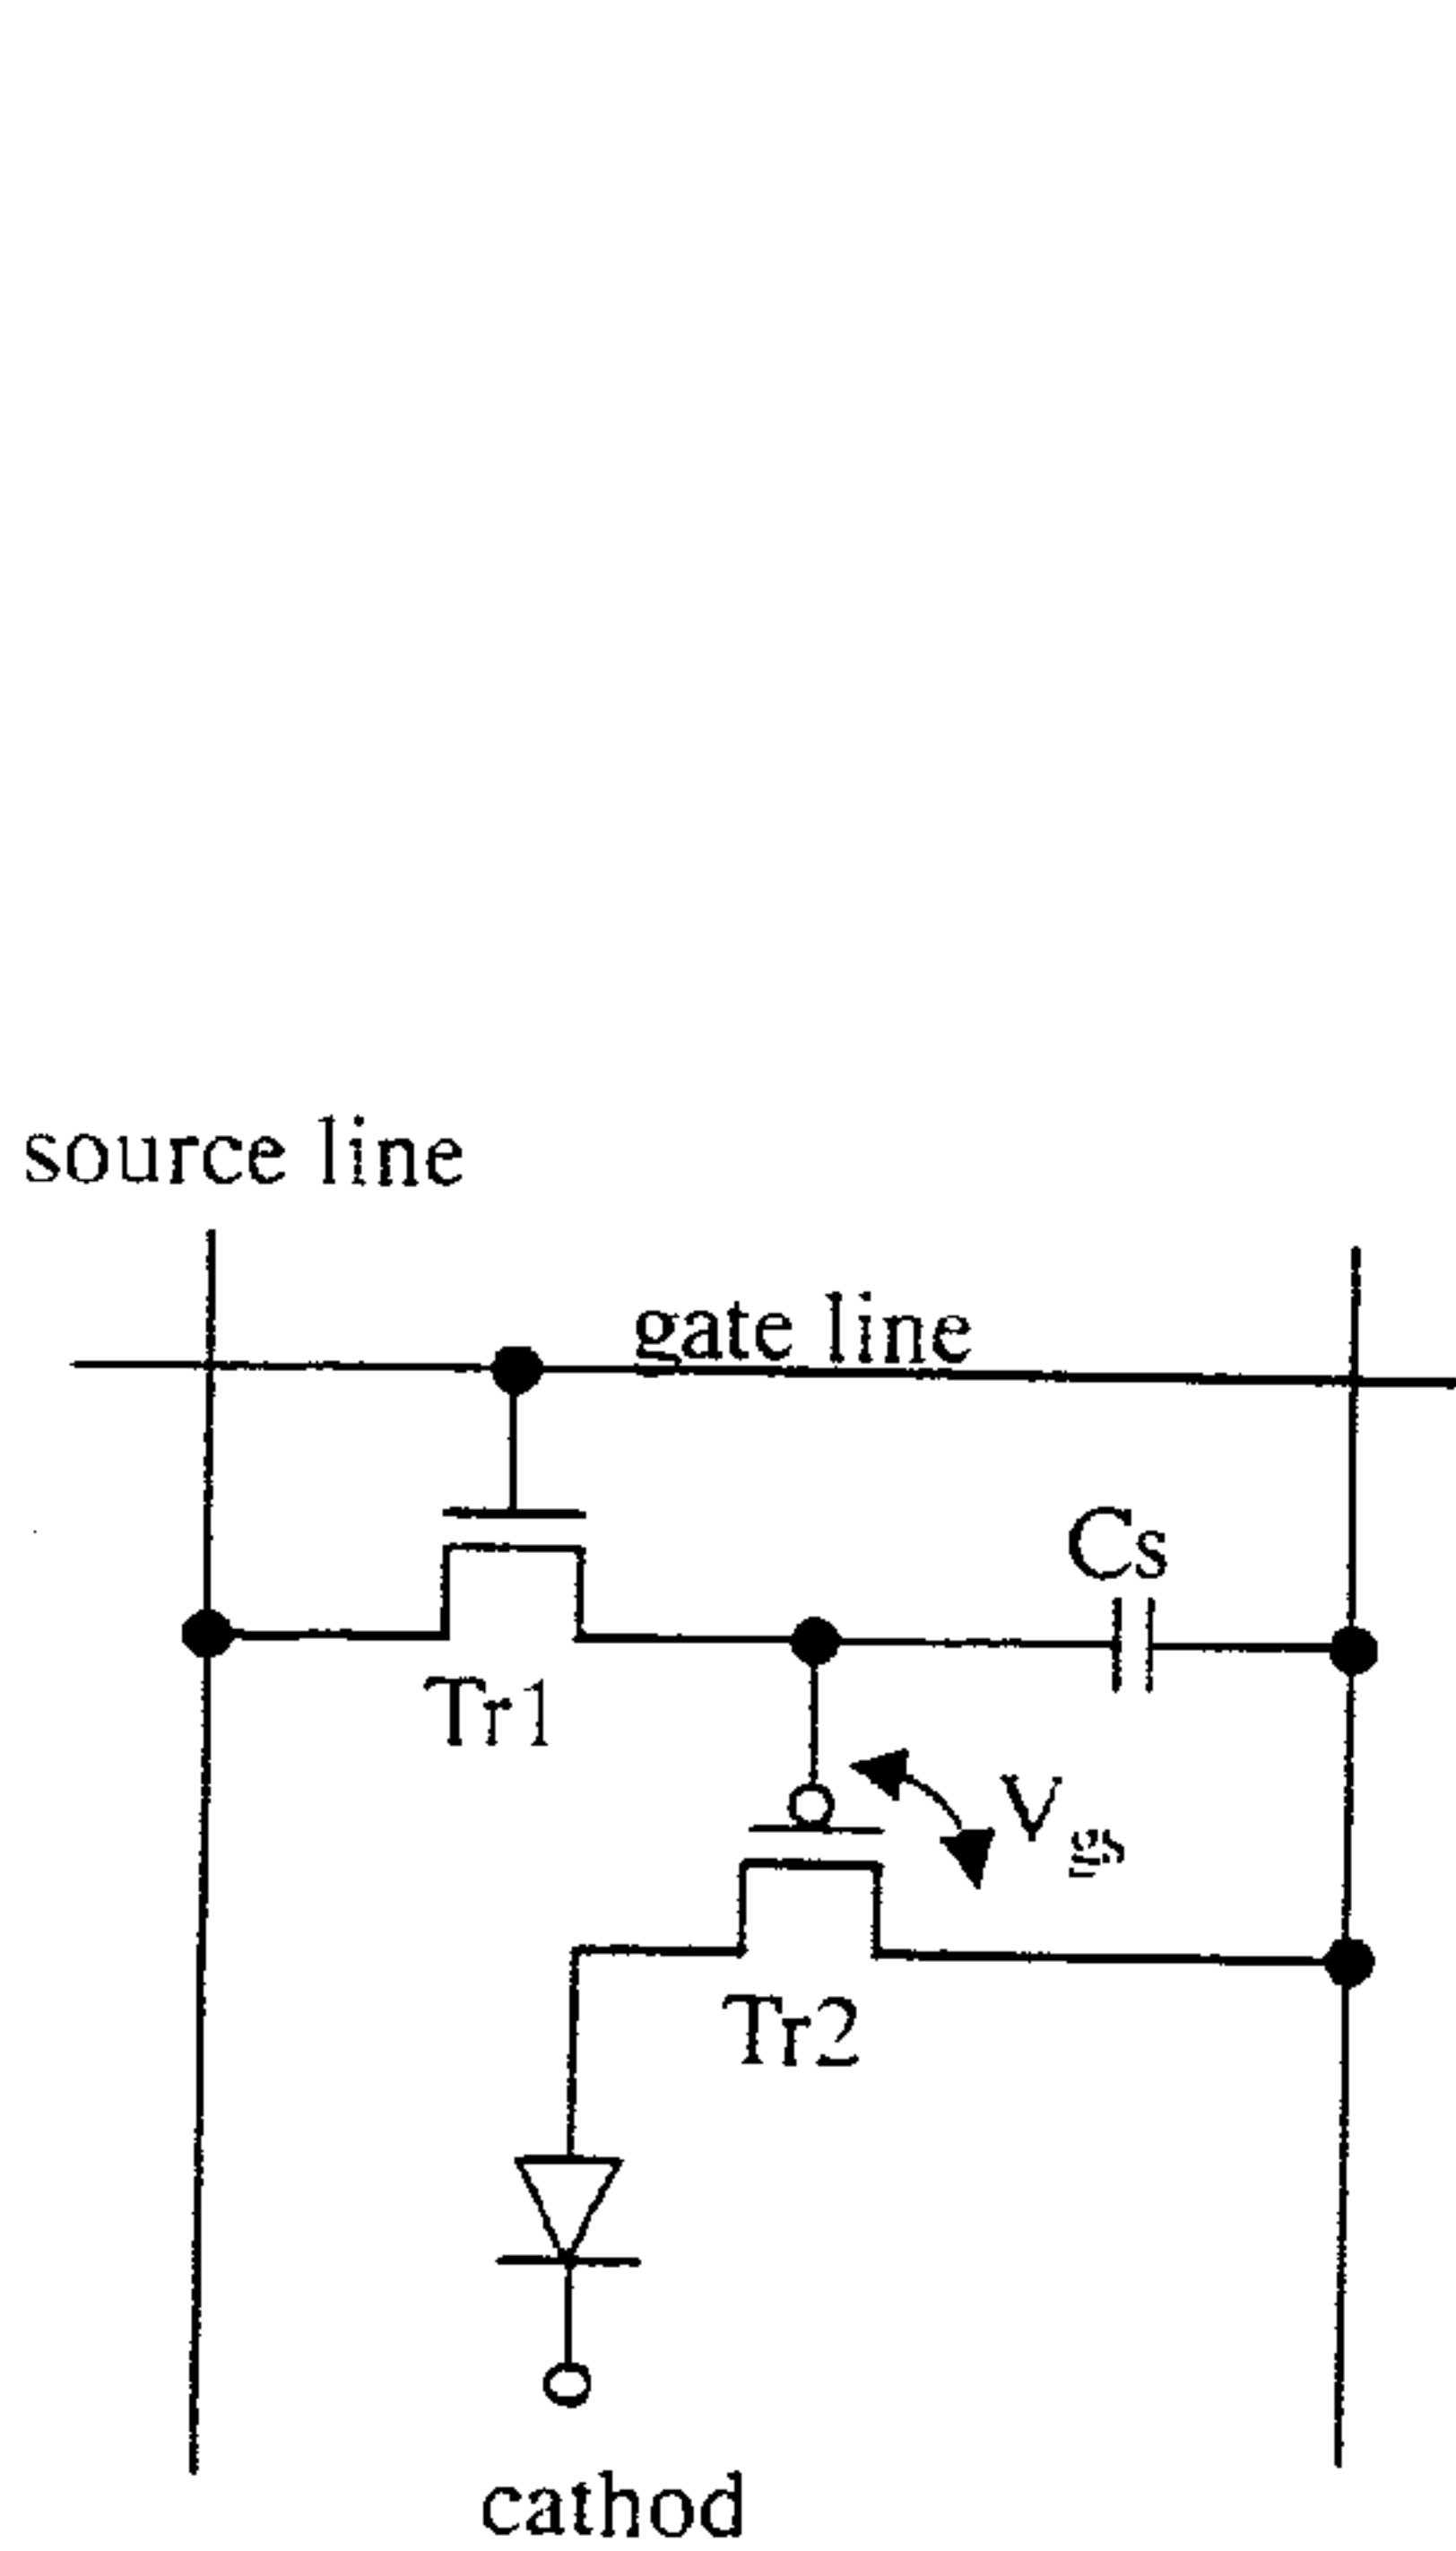 source line
gate line
Cs
Tr1
Vgs
Tr2
cathod